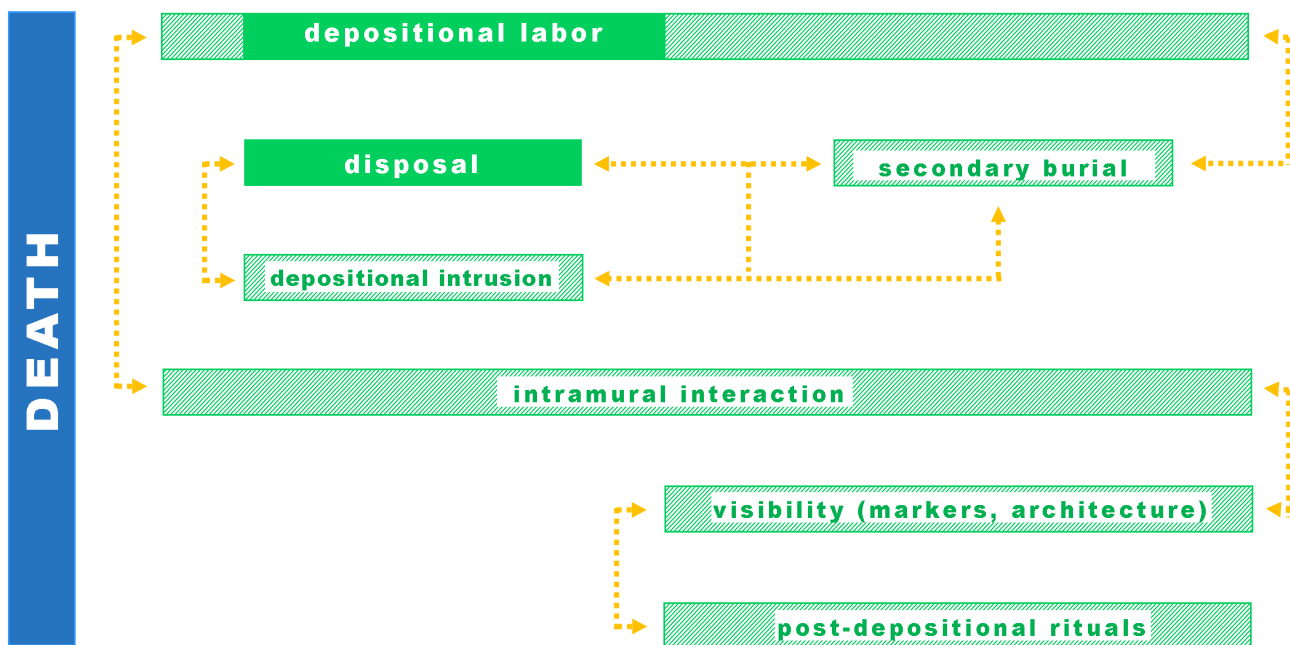 DEATH
depositional labor
disposal
secondary burial
depositional intrusion
intramural interaction
visibility (markers, architecture)
post-depositional rituals